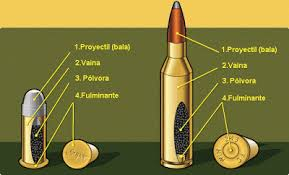 1.Proyectil (bala)
2.Vaina
3. Pólvora
4.Fulminante
1.Proyectil (bala)
2.Vaina
3. Pólvora
4.Fulminante